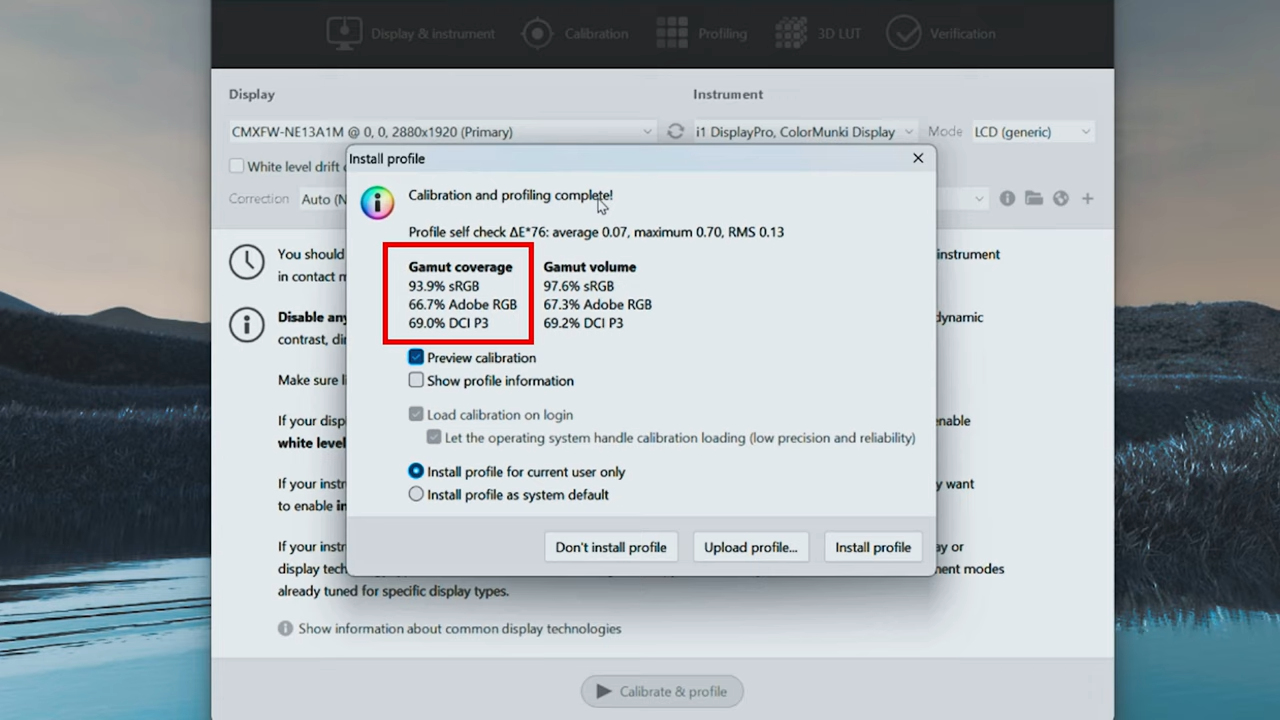 Display & instrument Calibration Profiling 3D LUT Verification
Display Instrument
CMXFW-NE13A1M @ 0, 0, 2880x1920 (Primary) i1 DisplayPro, ColorMunki Display Mode LCD (generic)
White level drift
Correction Auto (N
Install profile
Calibration and profiling complete!
Profile self check ΔE*76: average 0.07, maximum 0.70, RMS 0.13
Gamut coverage Gamut volume
93.9% sRGB 97.6% sRGB
66.7% Adobe RGB 67.3% Adobe RGB
69.0% DCI P3 69.2% DCI P3
Preview calibration
Show profile information
Load calibration on login
Let the operating system handle calibration loading (low precision and reliability)
Install profile for current user only
Install profile as system default
Don't install profile Upload profile... Install profile
You should instrument
in contact
Disable any dynamic
contrast,
Make sure
If your disp enable
white level
If your instr want
to enable
If your instr ay or
display tech ment modes
already tuned for specific display types.
Show information about common display technologies
Calibrate & profile